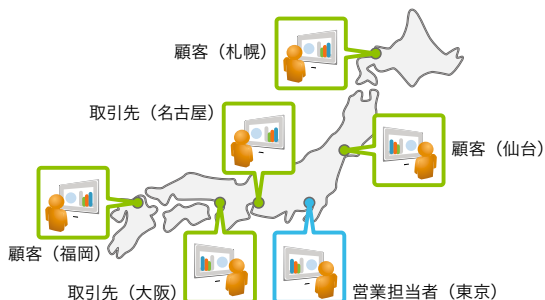 顧客（札幌）
取引先（名古屋）
顧客（仙台）
顧客（福岡）
取引先（大阪）
営業担当者（東京）